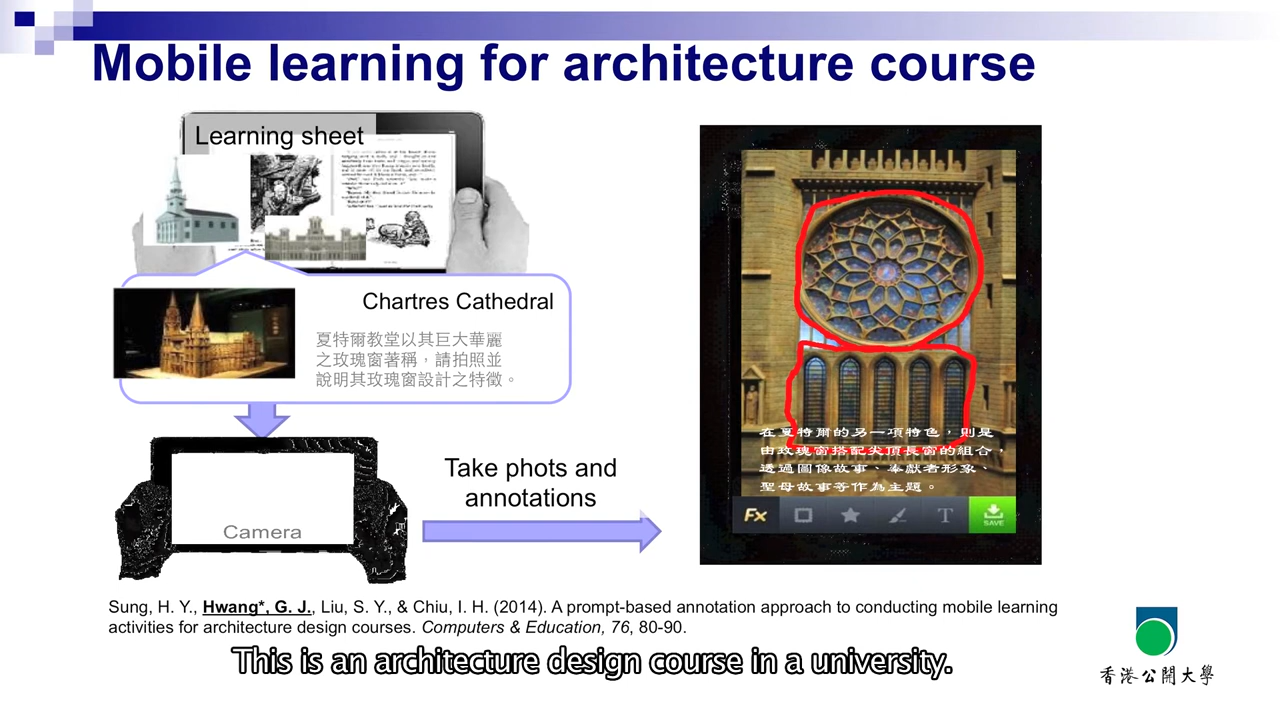 Mobile learning for architecture course
Learning sheet
Chartres Cathedral
夏特爾教堂以其巨大華麗
之玫瑰窗著稱，請拍照並
說明其玫瑰窗設計之特徵。
Camera
Take phots and
annotations
在夏特爾的另一項特色，則是
由玫瑰窗搭配尖頂長窗的組合，
透過圖像故事、奉獻者形象、
聖母故事等作為主題。
Fx
T
SAVE
Sung, H. Y., Hwang*, G. J., Liu, S. Y., & Chiu, I. H. (2014). A prompt-based annotation approach to conducting mobile learning
activities for architecture design courses. Computers & Education, 76, 80-90.
This is an architecture design course in a university.
香港公開大學